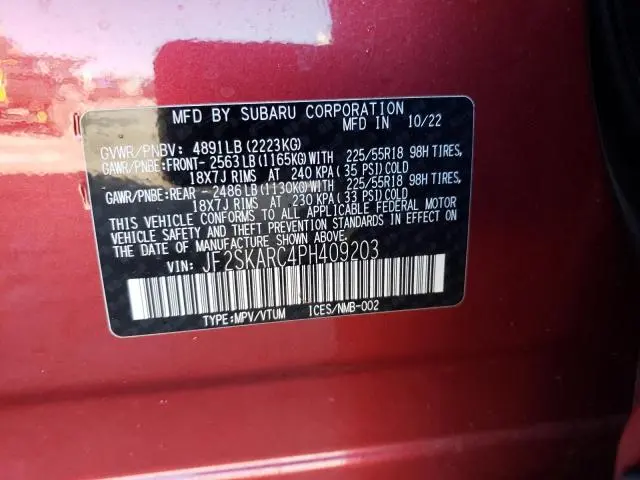 MFD BY SUBARU CORPORATION
MFD IN 10/22
GVWR/PNBV: 4891LB(2223KG)
GAWR/PNBE:FRONT- 2563LB(1165KG)WITH 225/55R18 98H TIRES,
18X7J RIMS AT 240 KPA(35 PSI)COLD
GAWR/PNBE:REAR -2486LB(1130KG)WITH 225/55R18 98H TIRES,
18X7J RIMS AT 230 KPA(33 PSI)COLD
THIS VEHICLE CONFORMS TO ALL APPLICABLE FEDERAL MOTOR
VEHICLE SAFETY AND THEFT PREVENTION STANDARDS IN EFFECT ON
THE DATE OF MANUFACTURE SHOWN ABOVE.
VIN: JF2SKARC4PH409203
TYPE:MPV/VTUM ICES/NMB-002